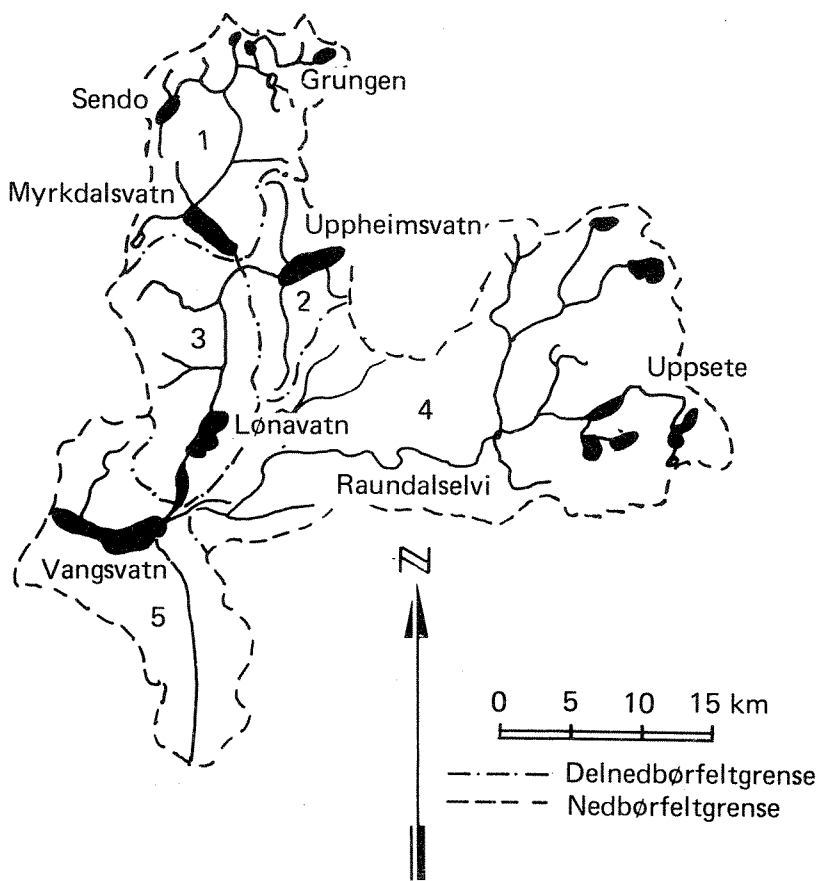 Grungen
Sendo
1
Myrkdalsvatn
Uppheimsvatn
2
3
Uppsete
4
Lønavatn
Raundalselvi
Vangsvatn
N
5
0 5 10 15 km
Delnedbørfeltgrense
Nedbørfeltgrense